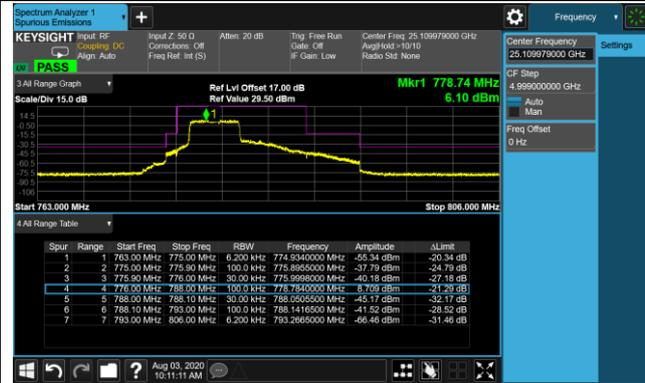 Spectrum Analyzer 1
Spurious Emissions
Frequency
KEYSIGHT Input: RF
Coupling: DC
Align: Auto
Input Z: 50 Ω
Corrections: Off
Freq Ref: Int (S)
Atten: 20 dB
Trig: Free Run
Gate: Off
IF Gain: Low
Center Freq: 25.109979000 GHz
Avg|Hold:>10/10
Radio Std: None
PASS
Center Frequency
25.109979000 GHz
Settings
CF Step
4.999000000 GHz
Auto
Man
Freq Offset
0 Hz
3 All Range Graph
Scale/Div 15.0 dB
Ref Lvl Offset 17.00 dB
Ref Value 29.50 dBm
Mkr1 778.74 MHz
6.10 dBm
1
14.5
-0.50
-15.5
-30.5
-45.5
-60.5
-75.5
-90.5
-106
Start 763.000 MHz
Stop 806.000 MHz
4 All Range Table
Spur Range Start Freq Stop Freq RBW Frequency Amplitude ΔLimit
1 1 763.00 MHz 775.00 MHz 6.200 kHz 774.9340000 MHz -55.34 dBm -20.34 dB
2 2 775.00 MHz 775.90 MHz 100.0 kHz 775.8955000 MHz -37.79 dBm -24.79 dB
3 3 775.90 MHz 776.00 MHz 30.00 kHz 775.9998000 MHz -40.18 dBm -27.18 dB
4 4 776.00 MHz 788.00 MHz 100.0 kHz 778.7840000 MHz 8.709 dBm -21.29 dB
5 5 788.00 MHz 788.10 MHz 30.00 kHz 788.0505500 MHz -45.17 dBm -32.17 dB
6 6 788.10 MHz 793.00 MHz 100.0 kHz 788.1416500 MHz -41.52 dBm -28.52 dB
7 7 793.00 MHz 806.00 MHz 6.200 kHz 793.2665000 MHz -66.46 dBm -31.46 dB
Aug 03, 2020
10:11:11 AM